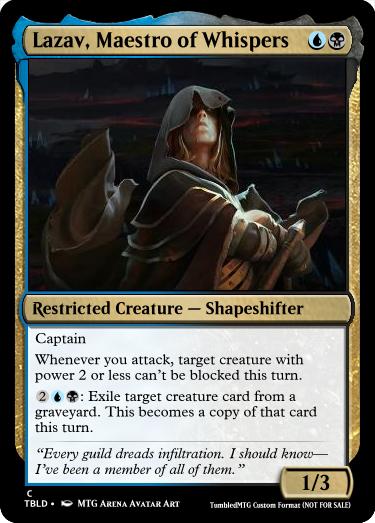 Lazav, Maestro of Whispers
Restricted Creature — Shapeshifter
Captain
Whenever you attack, target creature with
power 2 or less can't be blocked this turn.
2: Exile target creature card from a
graveyard. This becomes a copy of that card
this turn.
“Every guild dreads infiltration. I should know—
I've been a member of all of them.”
1/3
C
TBLD • MTG Arena Avatar Art
TumbledMTG Custom Format (NOT FOR SALE)